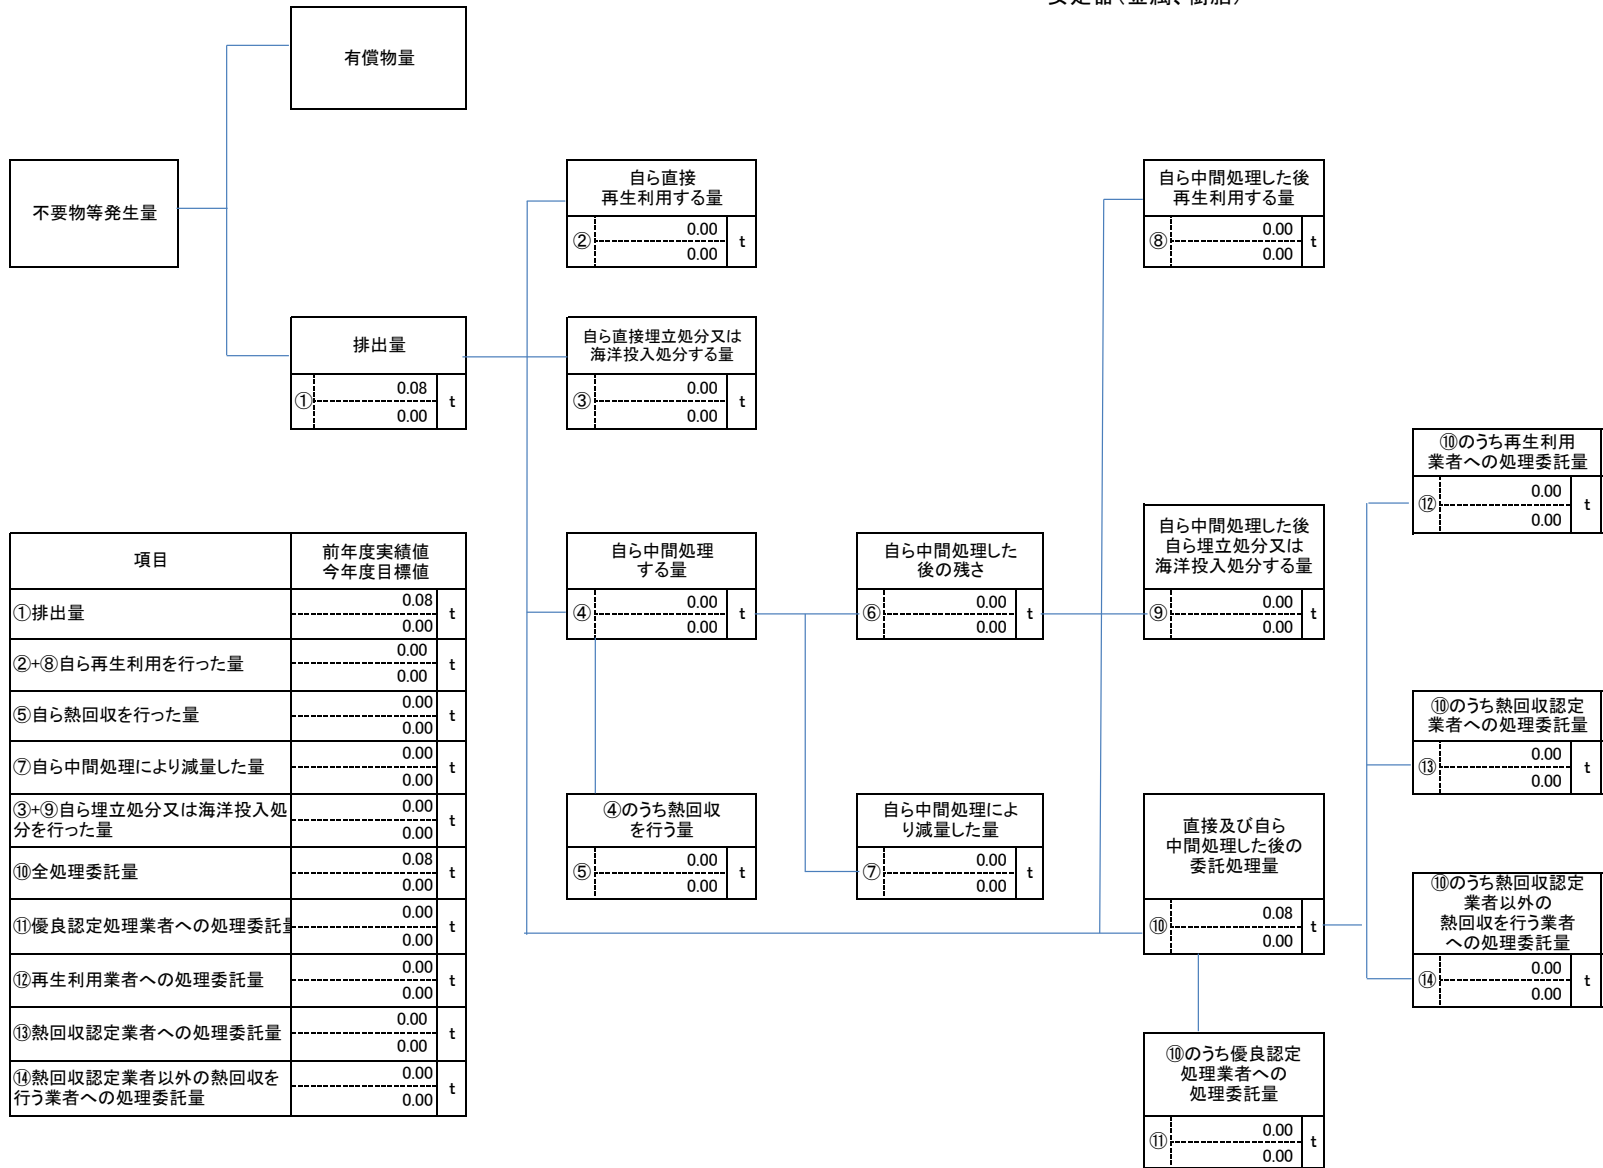 安定器（金属、樹脂）
有償物量
不要物等発生量
自ら直接
再生利用する量
② 0.00 t
0.00
自ら中間処理した後
再生利用する量
⑧ 0.00 t
0.00
排出量
① 0.08 t
0.00
自ら直接埋立処分又は
海洋投入処分する量
③ 0.00 t
0.00
⑩のうち再生利用
業者への処理委託量
⑫ 0.00 t
0.00
項目
前年度実績値
今年度目標値
①排出量 0.08 t
0.00
②+⑧自ら再生利用を行った量 0.00 t
0.00
⑤自ら熱回収を行った量 0.00 t
0.00
⑦自ら中間処理により減量した量 0.00 t
0.00
③+⑨自ら埋立処分又は海洋投入処
分を行った量 0.00 t
0.00
⑩全処理委託量 0.08 t
0.00
⑪優良認定処理業者への処理委託量 0.00 t
0.00
⑫再生利用業者への処理委託量 0.00 t
0.00
⑬熱回収認定業者への処理委託量 0.00 t
0.00
⑭熱回収認定業者以外の熱回収を
行う業者への処理委託量 0.00 t
0.00
自ら中間処理
する量
④ 0.00 t
0.00
自ら中間処理した
後の残さ
⑥ 0.00 t
0.00
自ら中間処理した後
自ら埋立処分又は
海洋投入処分する量
⑨ 0.00 t
0.00
⑩のうち熱回収認定
業者への処理委託量
⑬ 0.00 t
0.00
④のうち熱回収
を行う量
⑤ 0.00 t
0.00
自ら中間処理によ
り減量した量
⑦ 0.00 t
0.00
直接及び自ら
中間処理した後の
委託処理量
⑩ 0.08 t
0.00
⑩のうち熱回収認定
業者以外の
熱回収を行う業者
への処理委託量
⑭ 0.00 t
0.00
⑩のうち優良認定
処理業者への
処理委託量
⑪ 0.00 t
0.00